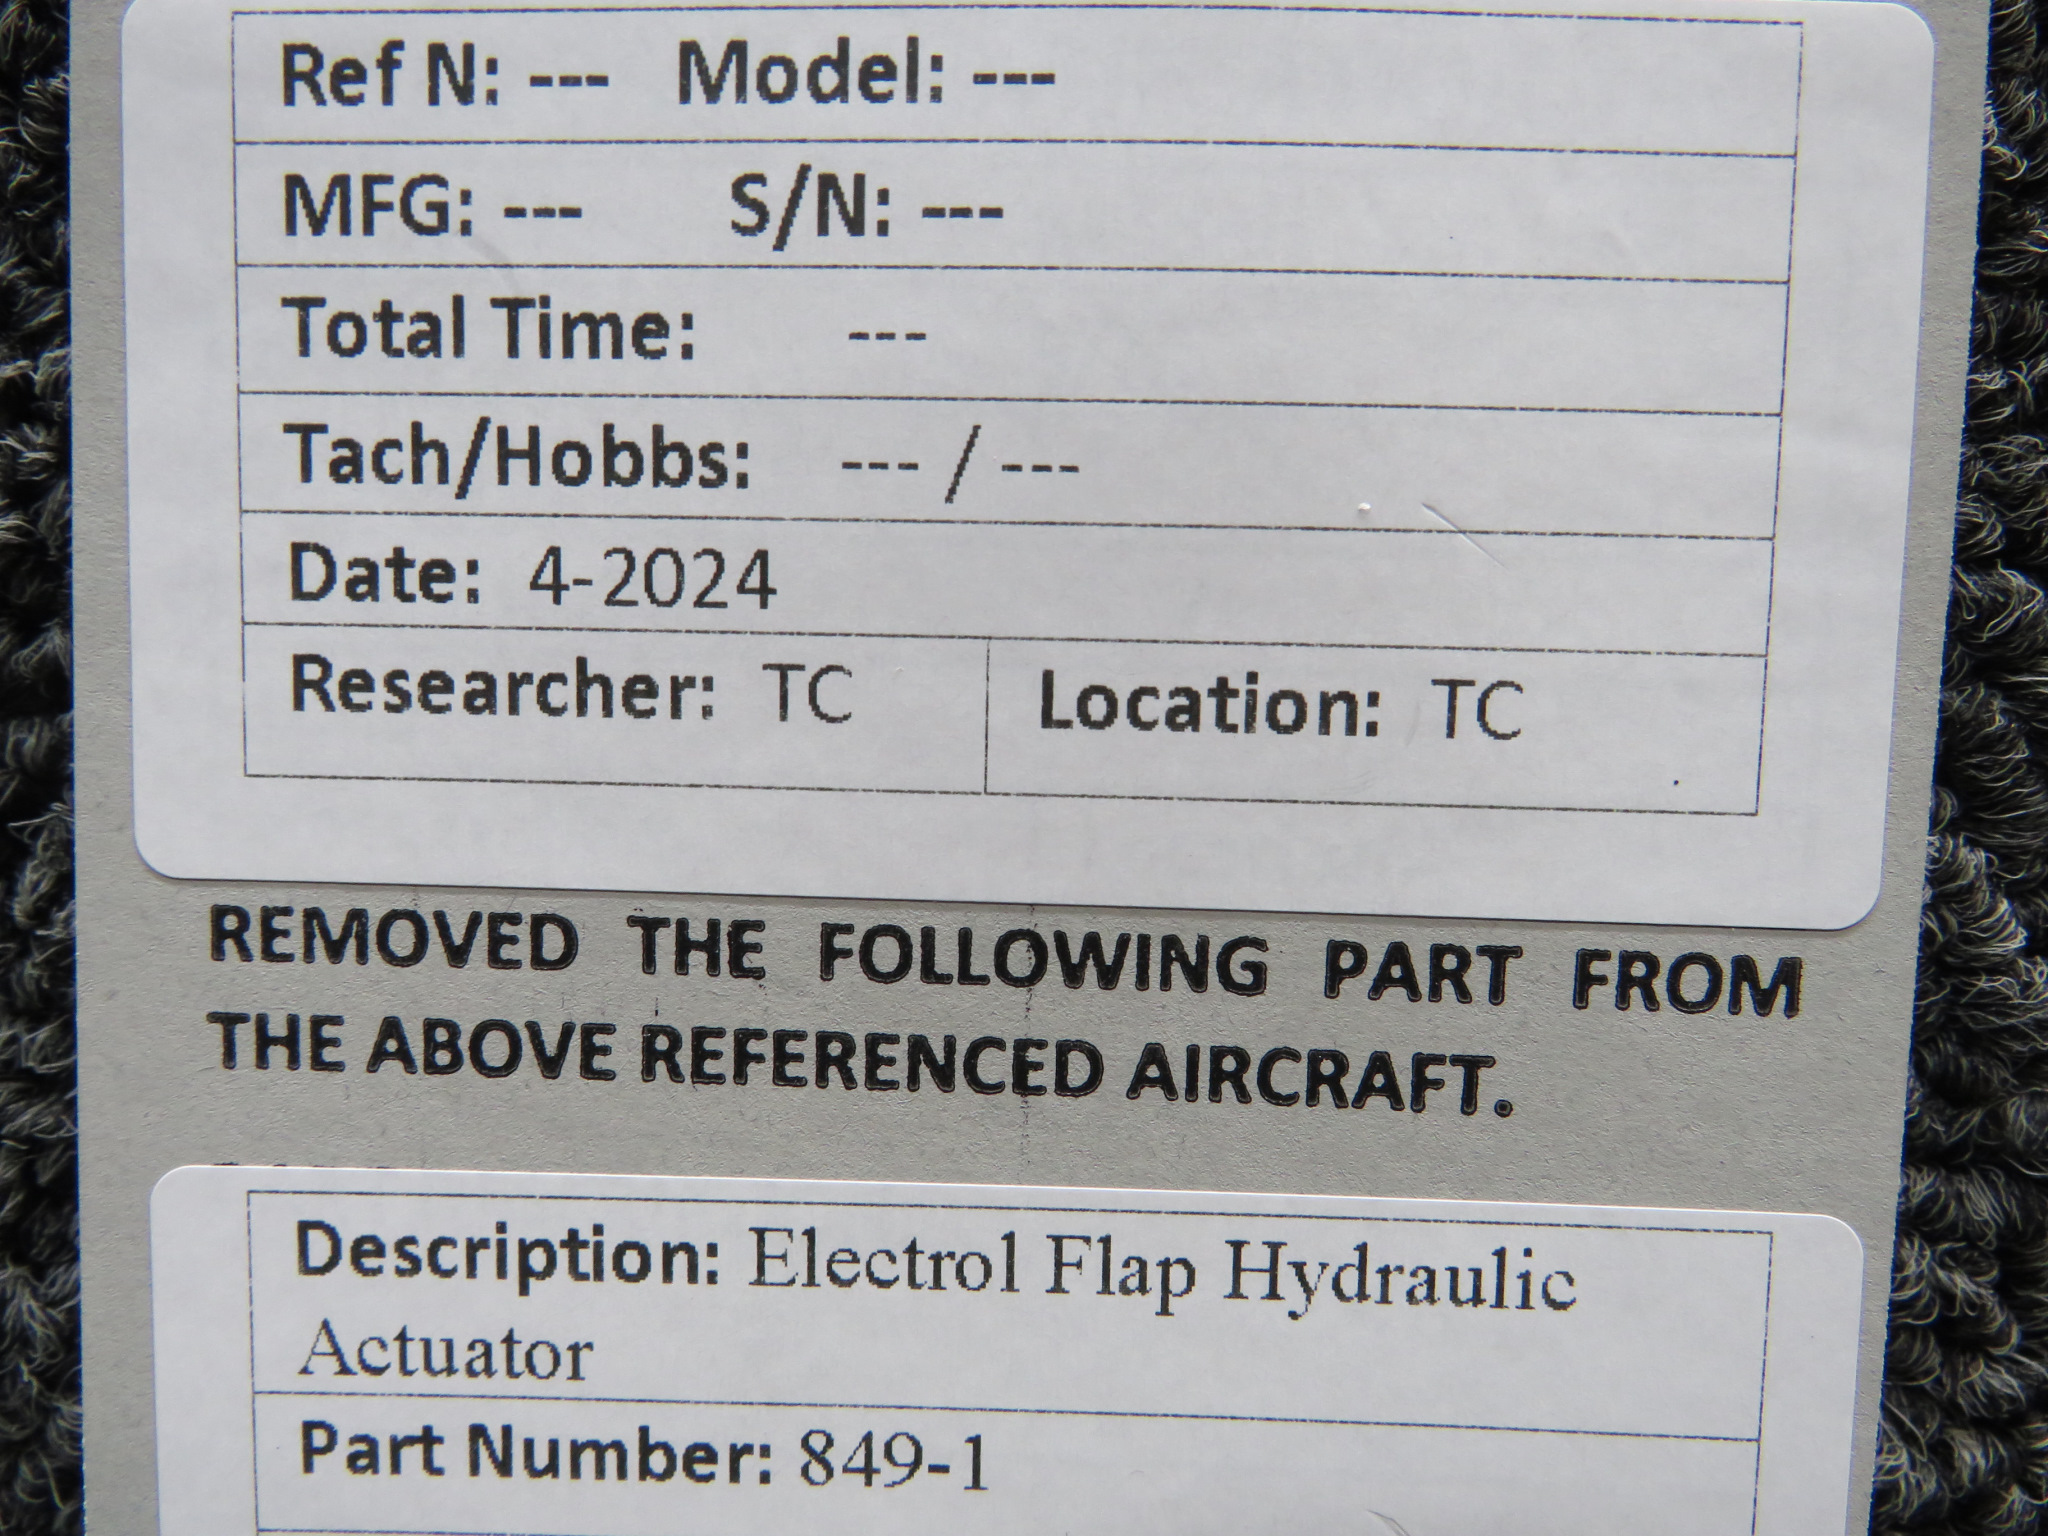 Ref N: --- Model: ---
MFG: --- S/N: ---
Total Time: ---
Tach/Hobbs: --- / ---
Date: 4-2024
Researcher: TC Location: TC
REMOVED THE FOLLOWING PART FROM
THE ABOVE REFERENCED AIRCRAFT.
Description: Electrol Flap Hydraulic
Actuator
Part Number: 849-1